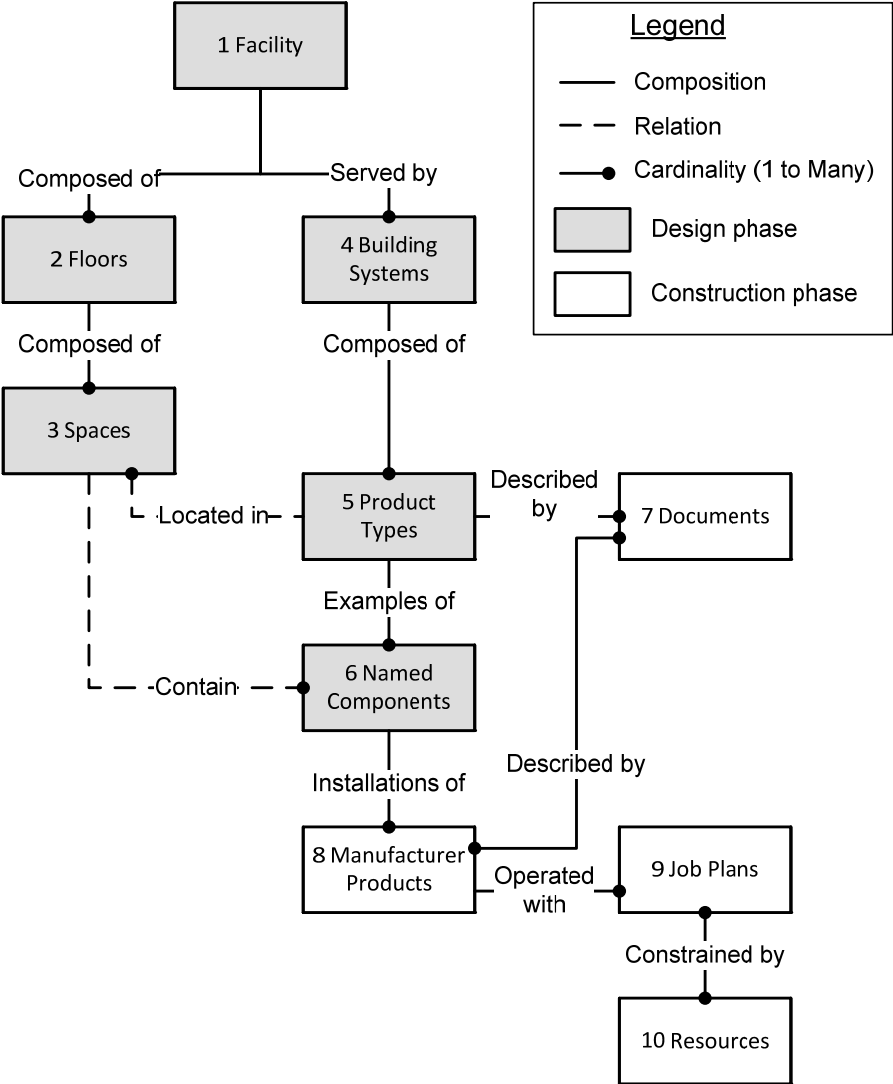 1 Facility
Legend
Composition
Relation
Cardinality (1 to Many)
Design phase
Construction phase
Composed of
Served by
2 Floors
4 Building
Systems
Composed of
Composed of
3 Spaces
Located in
5 Product
Types
Described
by
7 Documents
Examples of
Contain
6 Named
Components
Installations of
Described by
8 Manufacturer
Products
Operated
with
9 Job Plans
Constrained by
10 Resources